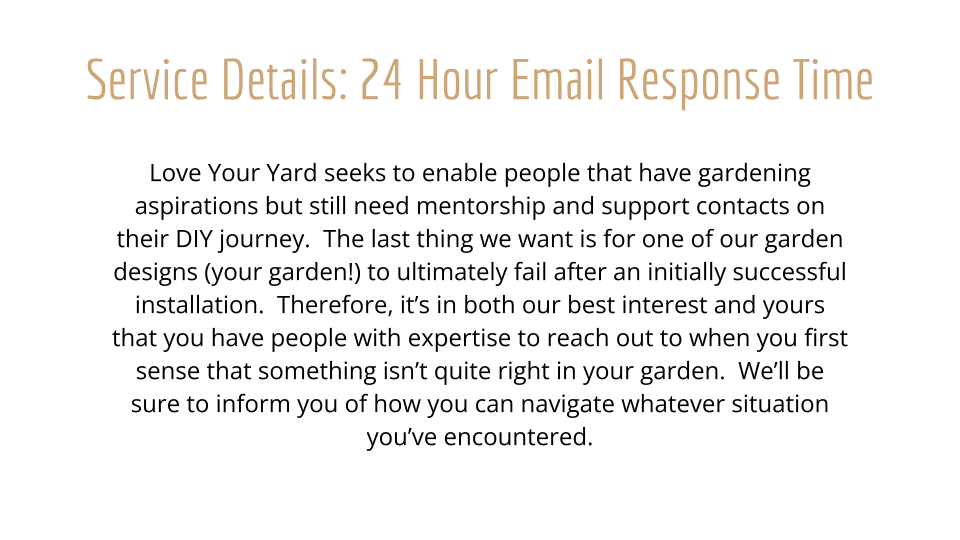 Service Details: 24 Hour Email Response Time
Love Your Yard seeks to enable people that have gardening
aspirations but still need mentorship and support contacts on
their DIY journey.  The last thing we want is for one of our garden
designs (your garden!) to ultimately fail after an initially successful
installation.  Therefore, it’s in both our best interest and yours
that you have people with expertise to reach out to when you first
sense that something isn’t quite right in your garden.  We’ll be
sure to inform you of how you can navigate whatever situation
you’ve encountered.